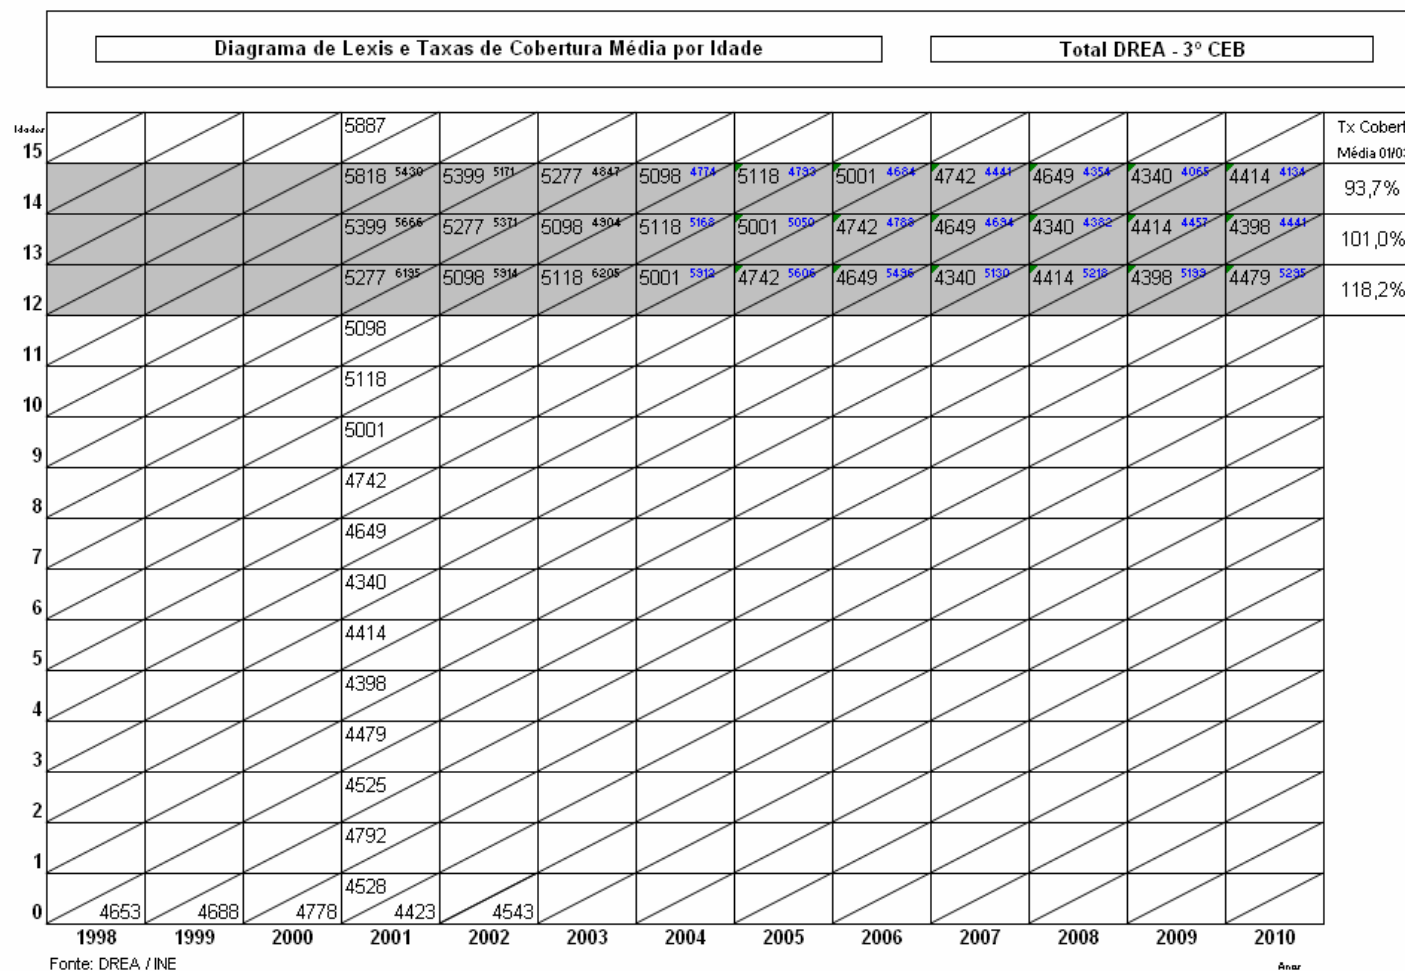 Diagrama de Lexis e Taxas de Cobertura Média por Idade
Total DREA - 3º CEB
Idades
15 5887 Tx Cobert
Média 01/03
14 5818 5430 5399 5171 5277 4847 5098 4774 5118 4793 5001 4684 4742 4441 4649 4354 4340 4065 4414 4134 93,7%
13 5399 5666 5277 5371 5098 4904 5118 5168 5001 5050 4742 4788 4649 4694 4340 4382 4414 4457 4398 4441 101,0%
12 5277 6195 5098 5914 5118 6205 5001 5912 4742 5606 4649 5496 4340 5130 4414 5218 4398 5199 4479 5295 118,2%
11 5098
10 5118
9 5001
8 4742
7 4649
6 4340
5 4414
4 4398
3 4479
2 4525
1 4792
4528
0 4653 4688 4778 4423 4543
1998 1999 2000 2001 2002 2003 2004 2005 2006 2007 2008 2009 2010
Fonte: DREA / INE
Anos